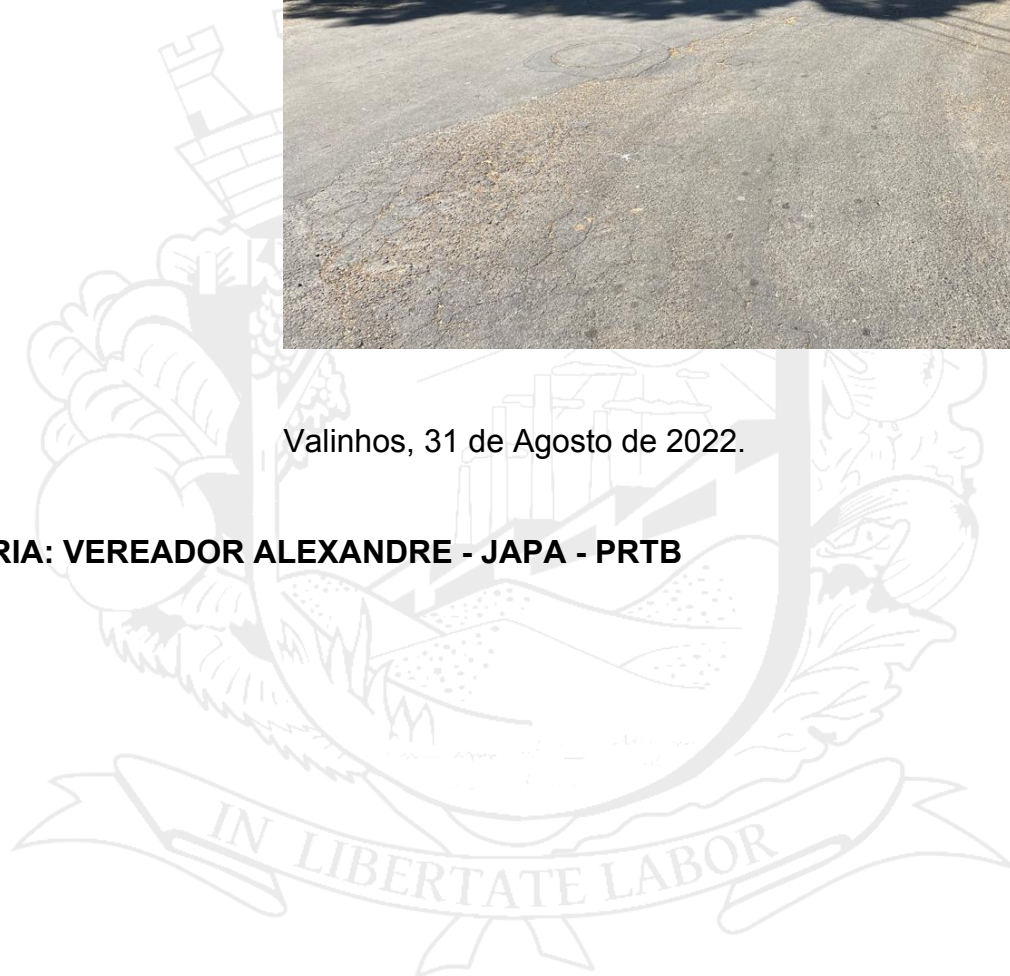 Valinhos, 31 de Agosto de 2022.
RIA: VEREADOR ALEXANDRE - JAPA - PRTB
IN LIBERTATE LABOR